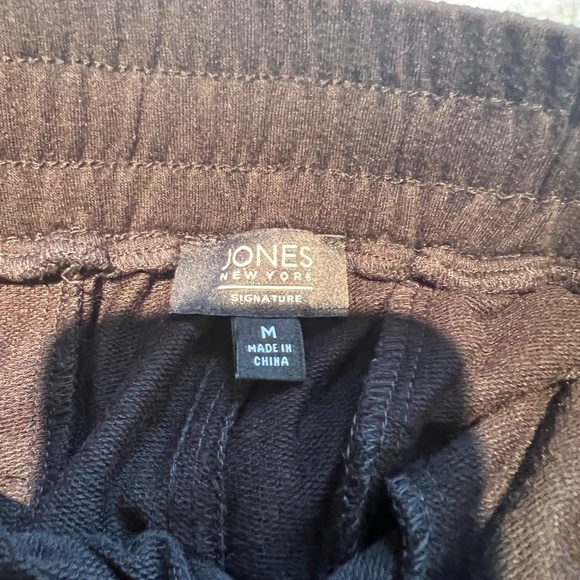 JONES
NEW YORK
SIGNATURE
M
MADE IN
CHINA